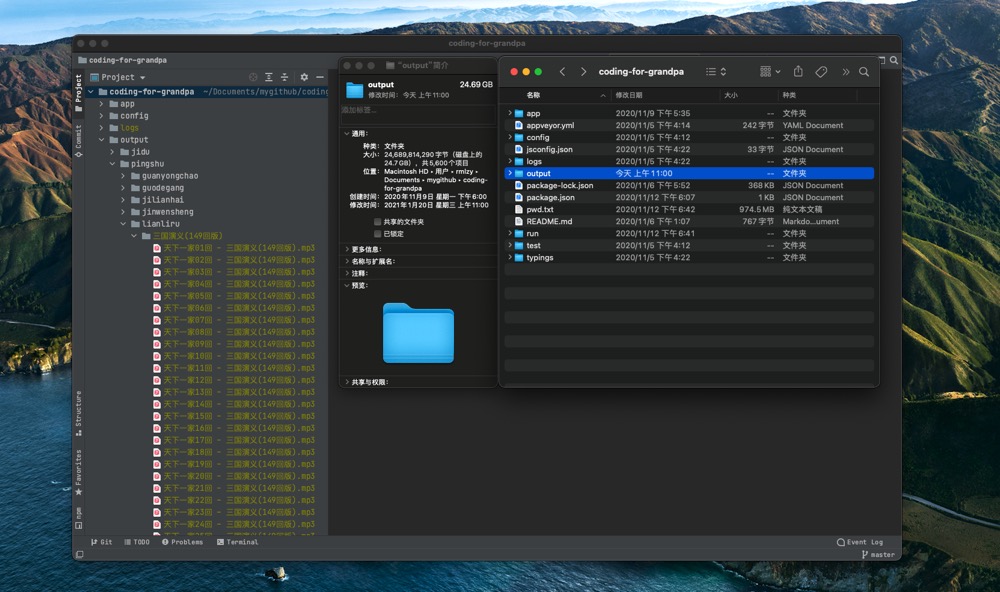 coding-for-grandpa
coding-for-grandpa
Project
Commit
Structure
Favorites
npm
Project
coding-for-grandpa ~/Documents/mygithub/coding
app
config
logs
output
jidu
pingshu
guanyongchao
guodegang
jilianhai
jinwensheng
lianliru
三国演义(149回版)
天下一家01回 - 三国演义(149回版).mp3
天下一家02回 - 三国演义(149回版).mp3
天下一家03回 - 三国演义(149回版).mp3
天下一家04回 - 三国演义(149回版).mp3
天下一家05回 - 三国演义(149回版).mp3
天下一家06回 - 三国演义(149回版).mp3
天下一家07回 - 三国演义(149回版).mp3
天下一家08回 - 三国演义(149回版).mp3
天下一家09回 - 三国演义(149回版).mp3
天下一家10回 - 三国演义(149回版).mp3
天下一家11回 - 三国演义(149回版).mp3
天下一家12回 - 三国演义(149回版).mp3
天下一家13回 - 三国演义(149回版).mp3
天下一家14回 - 三国演义(149回版).mp3
天下一家15回 - 三国演义(149回版).mp3
天下一家16回 - 三国演义(149回版).mp3
天下一家17回 - 三国演义(149回版).mp3
天下一家18回 - 三国演义(149回版).mp3
天下一家19回 - 三国演义(149回版).mp3
天下一家20回 - 三国演义(149回版).mp3
天下一家21回 - 三国演义(149回版).mp3
天下一家22回 - 三国演义(149回版).mp3
天下一家23回 - 三国演义(149回版).mp3
天下一家24回 - 三国演义(149回版).mp3
“output”简介
output 24.69 GB
修改时间: 今天 上午11:00
添加标签…
通用:
种类: 文件夹
大小: 24,689,814,290 字节（磁盘上的
24.7 GB），共5,600个项目
位置: Macintosh HD • 用户 • rmlzy •
Documents • mygithub • coding-
for-grandpa
创建时间: 2020年11月9日 星期一 下午6:00
修改时间: 2021年1月20日 星期三 上午11:00
共享的文件夹
已锁定
更多信息:
名称与扩展名:
注释:
预览:
共享与权限:
coding-for-grandpa
名称 修改日期 大小 种类
app 2020/11/9 下午5:35 -- 文件夹
appveyor.yml 2020/11/5 下午4:14 242 字节 YAML Document
config 2020/11/5 下午4:12 -- 文件夹
jsconfig.json 2020/11/5 下午4:22 33 字节 JSON Document
logs 2020/11/5 下午4:22 -- 文件夹
output 今天 上午11:00 -- 文件夹
package-lock.json 2020/11/6 下午5:52 368 KB JSON Document
package.json 2020/11/12 下午6:07 1 KB JSON Document
pwd.txt 2020/11/12 下午6:42 974.5 MB 纯文本文稿
README.md 2020/11/6 下午1:07 767 字节 Markdo...ument
run 2020/11/12 下午6:41 -- 文件夹
test 2020/11/5 下午4:12 -- 文件夹
typings 2020/11/5 下午4:22 -- 文件夹
Git TODO Problems Terminal Event Log
master